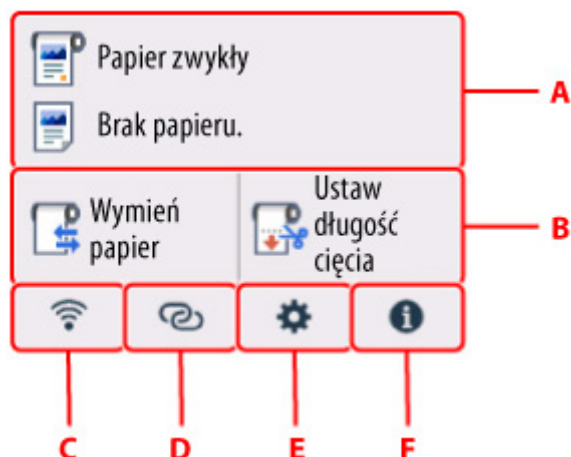 Papier zwykły
A
Brak papieru.
Wymień
papier
Ustaw
długość
cięcia
B
C
D
E
F